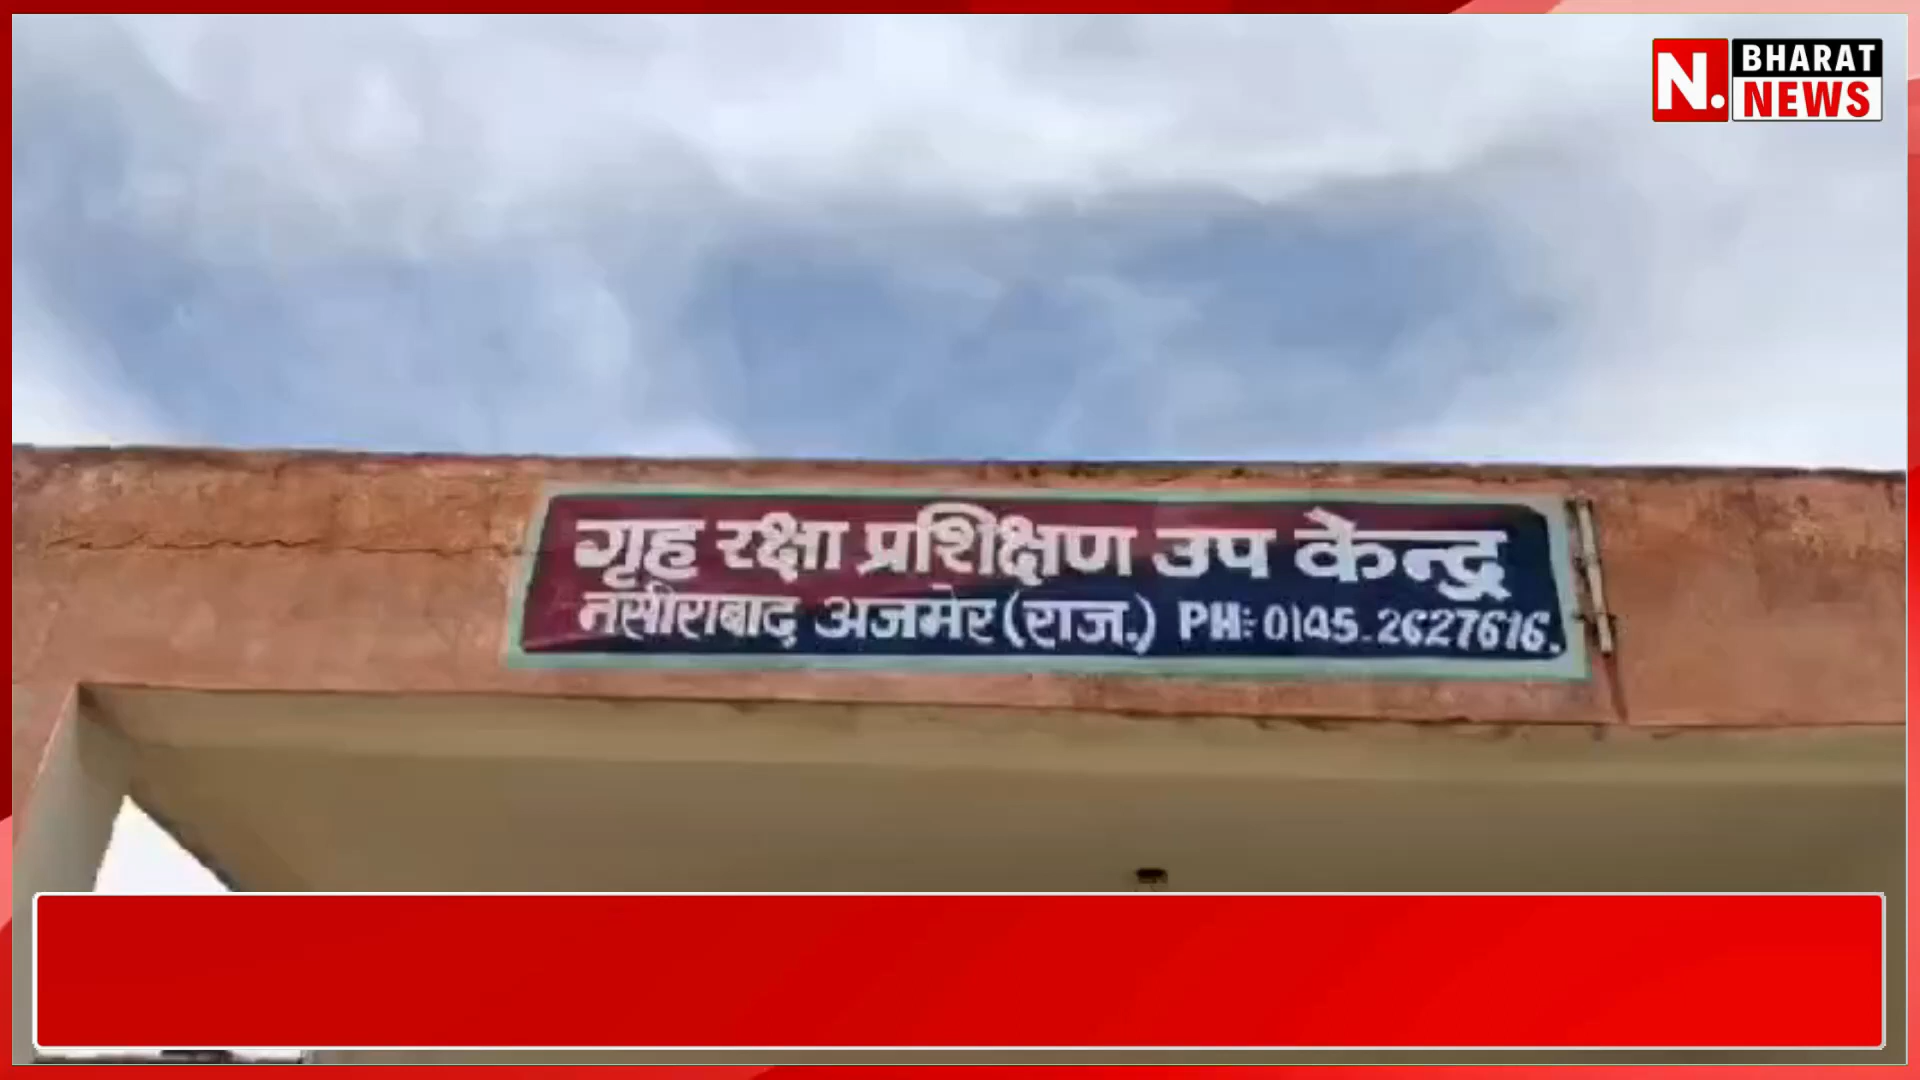 N. BHARAT
NEWS
गृह रक्षा प्रशिक्षण उप केन्द्र
नसीराबाद अजमेर (राज.) PH: 0145-2627616.